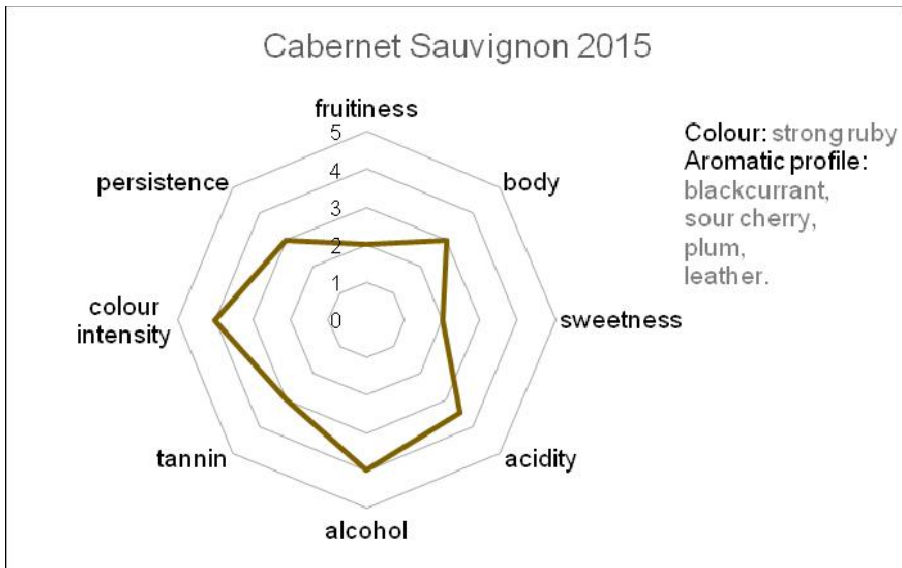 Cabernet Sauvignon 2015
fruitiness
5
4
3
2
1
0
body
sweetness
acidity
alcohol
tannin
colour
intensity
persistence
Colour: strong ruby
Aromatic profile:
blackcurrant,
sour cherry,
plum,
leather.